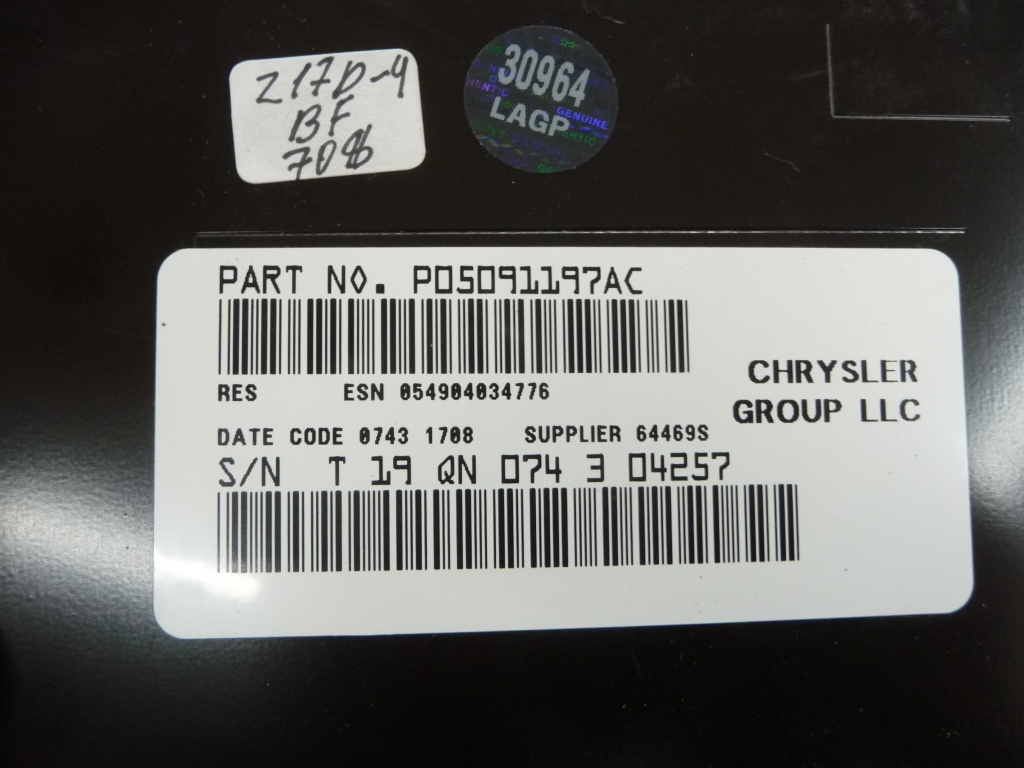 Z17D-4
BF
708
30964
LAGP
GENUINE
PART NO. P05091197AC
RES ESN 054904034776
CHRYSLER
GROUP LLC
DATE CODE 0743 1708 SUPPLIER 64469S
S/N T 19 QN 074 3 04257